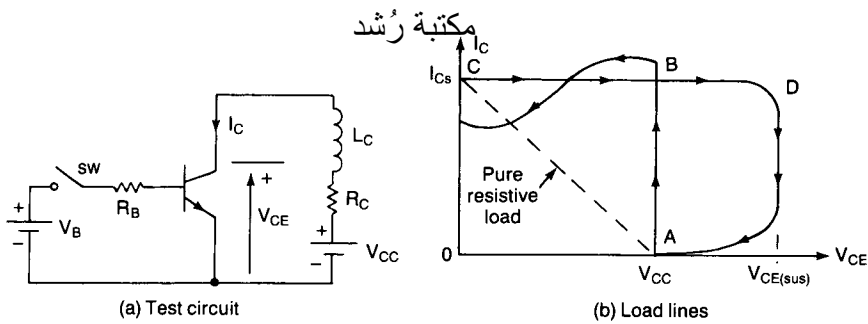 مكتبة رُشد
SW
R_B
V_B
+
-
I_C
+
V_CE
-
L_C
R_C
+
-
V_CC
(a) Test circuit
I_C
I_Cs
C
B
D
Pure
resistive
load
A
0
V_CC
V_CE(sus)
V_CE
(b) Load lines